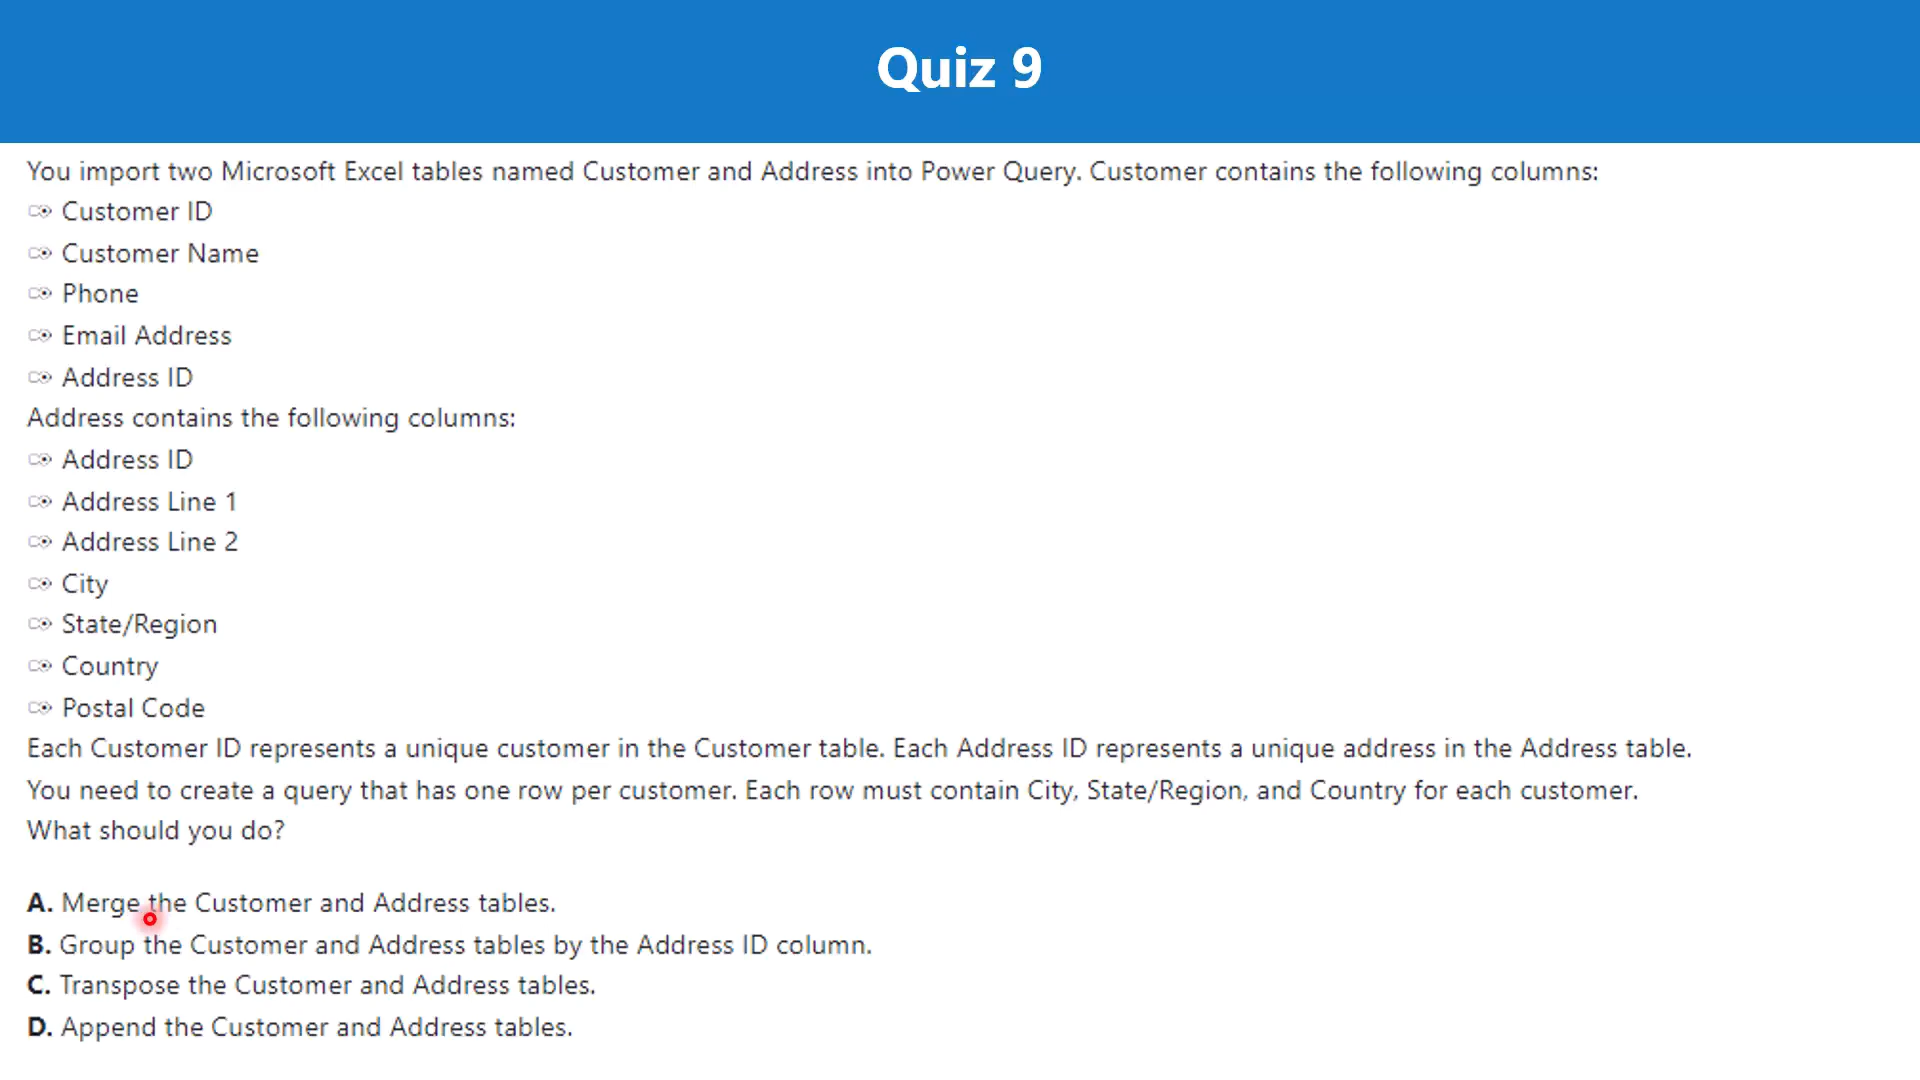 Quiz 9
You import two Microsoft Excel tables named Customer and Address into Power Query. Customer contains the following columns:
Customer ID
Customer Name
Phone
Email Address
Address ID
Address contains the following columns:
Address ID
Address Line 1
Address Line 2
City
State/Region
Country
Postal Code
Each Customer ID represents a unique customer in the Customer table. Each Address ID represents a unique address in the Address table.
You need to create a query that has one row per customer. Each row must contain City, State/Region, and Country for each customer.
What should you do?
A. Merge the Customer and Address tables.
B. Group the Customer and Address tables by the Address ID column.
C. Transpose the Customer and Address tables.
D. Append the Customer and Address tables.